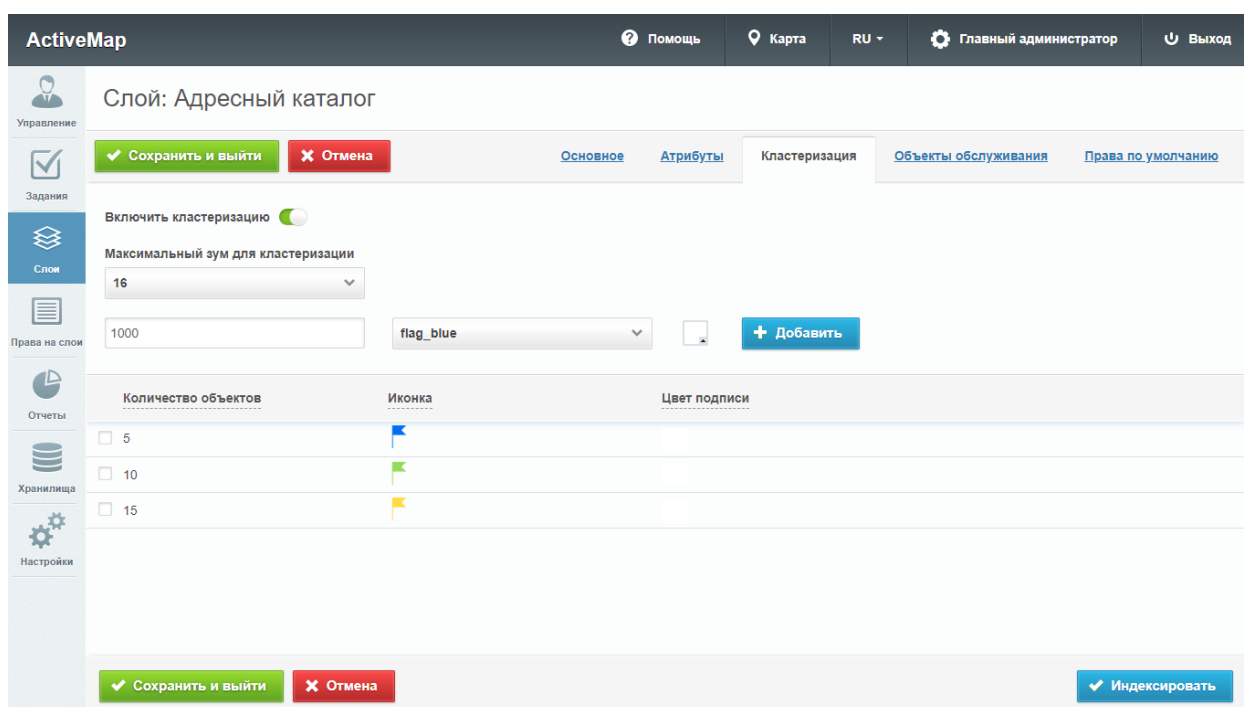 ActiveMap
Помощь
Карта
RU
Главный администратор
Выход
Управление
Задания
Слои
Права на слои
Отчеты
Хранилища
Настройки
Слой: Адресный каталог
Сохранить и выйти
Отмена
Основное
Атрибуты
Кластеризация
Объекты обслуживания
Права по умолчанию
Включить кластеризацию
Максимальный зум для кластеризации
16
1000
flag_blue
Добавить
Количество объектов
Иконка
Цвет подписи
5
10
15
Сохранить и выйти
Отмена
Индексировать